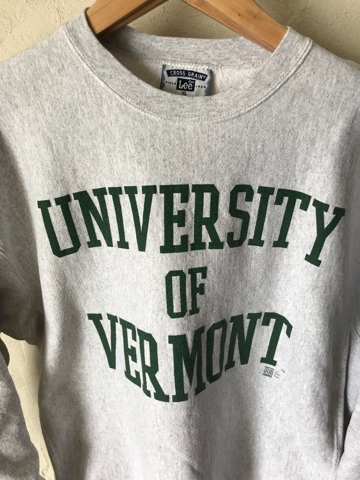 CROSS GRAIN
Lee
UNIVERSITY
OF
VERMONT